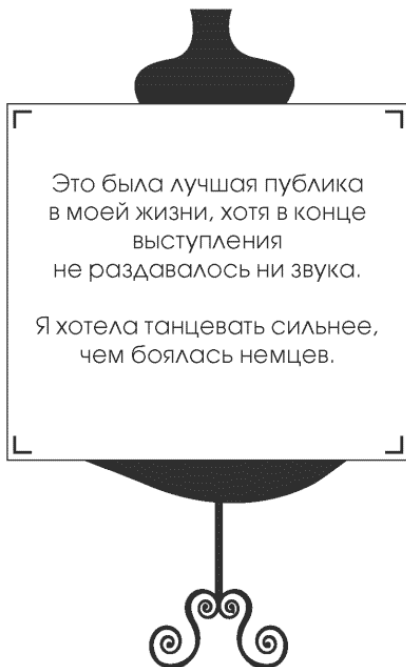 Это была лучшая публика
в моей жизни, хотя в конце
выступления
не раздавалось ни звука.
Я хотела танцевать сильнее,
чем боялась немцев.